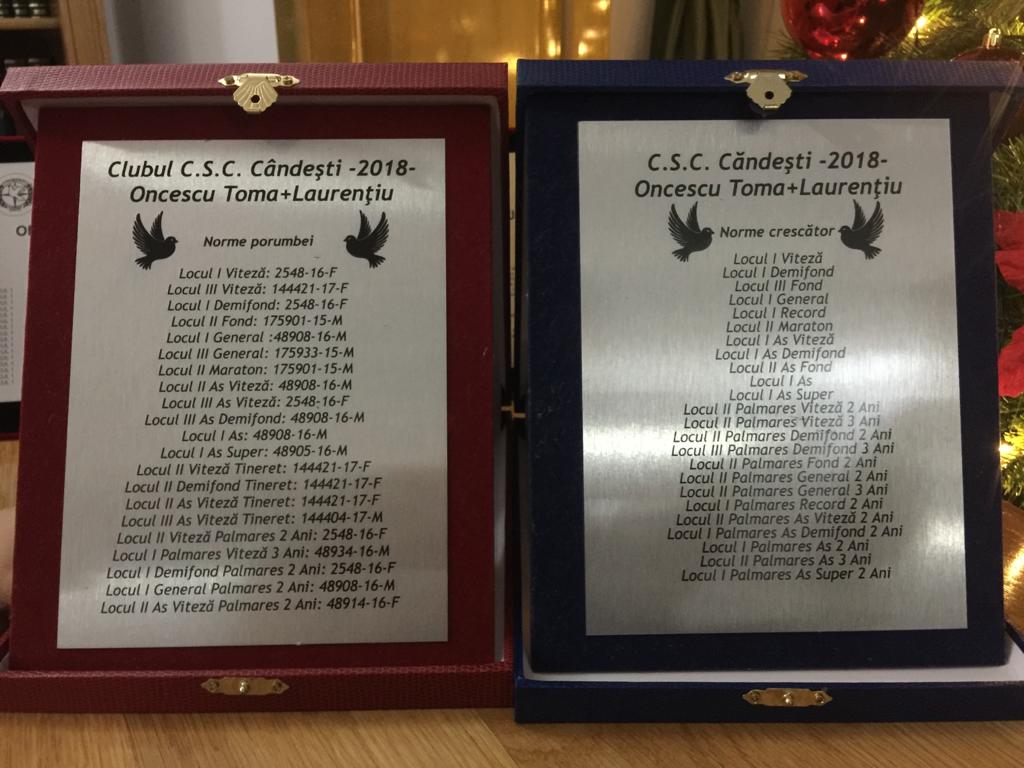 Clubul C.S.C. Cândeşti -2018-
Oncescu Toma+Laurenţiu
Norme porumbei
Locul I Viteză: 2548-16-F
Locul III Viteză: 144421-17-F
Locul I Demifond: 2548-16-F
Locul II Fond: 175901-15-M
Locul I General :48908-16-M
Locul III General: 175933-15-M
Locul II Maraton: 175901-15-M
Locul II As Viteză: 48908-16-M
Locul III As Viteză: 2548-16-F
Locul III As Demifond: 48908-16-M
Locul I As: 48908-16-M
Locul I As Super: 48905-16-M
Locul II Viteză Tineret: 144421-17-F
Locul II Demifond Tineret: 144421-17-F
Locul II As Viteză Tineret: 144421-17-F
Locul III As Viteză Tineret: 144404-17-M
Locul II Viteză Palmares 2 Ani: 2548-16-F
Locul I Palmares Viteză 3 Ani: 48934-16-M
Locul I Demifond Palmares 2 Ani: 2548-16-F
Locul I General Palmares 2 Ani: 48908-16-M
Locul II As Viteză Palmares 2 Ani: 48914-16-F
C.S.C. Căndeşti -2018-
Oncescu Toma+Laurenţiu
Norme crescător
Locul I Viteză
Locul I Demifond
Locul III Fond
Locul I General
Locul I Record
Locul II Maraton
Locul I As Viteză
Locul I As Demifond
Locul II As Fond
Locul I As
Locul I As Super
Locul II Palmares Viteză 2 Ani
Locul II Palmares Viteză 3 Ani
Locul II Palmares Demifond 2 Ani
Locul III Palmares Demifond 3 Ani
Locul II Palmares Fond 2 Ani
Locul II Palmares General 2 Ani
Locul II Palmares General 3 Ani
Locul I Palmares Record 2 Ani
Locul II Palmares As Viteză 2 Ani
Locul I Palmares As Demifond 2 Ani
Locul I Palmares As 2 Ani
Locul II Palmares As 3 Ani
Locul I Palmares As Super 2 Ani